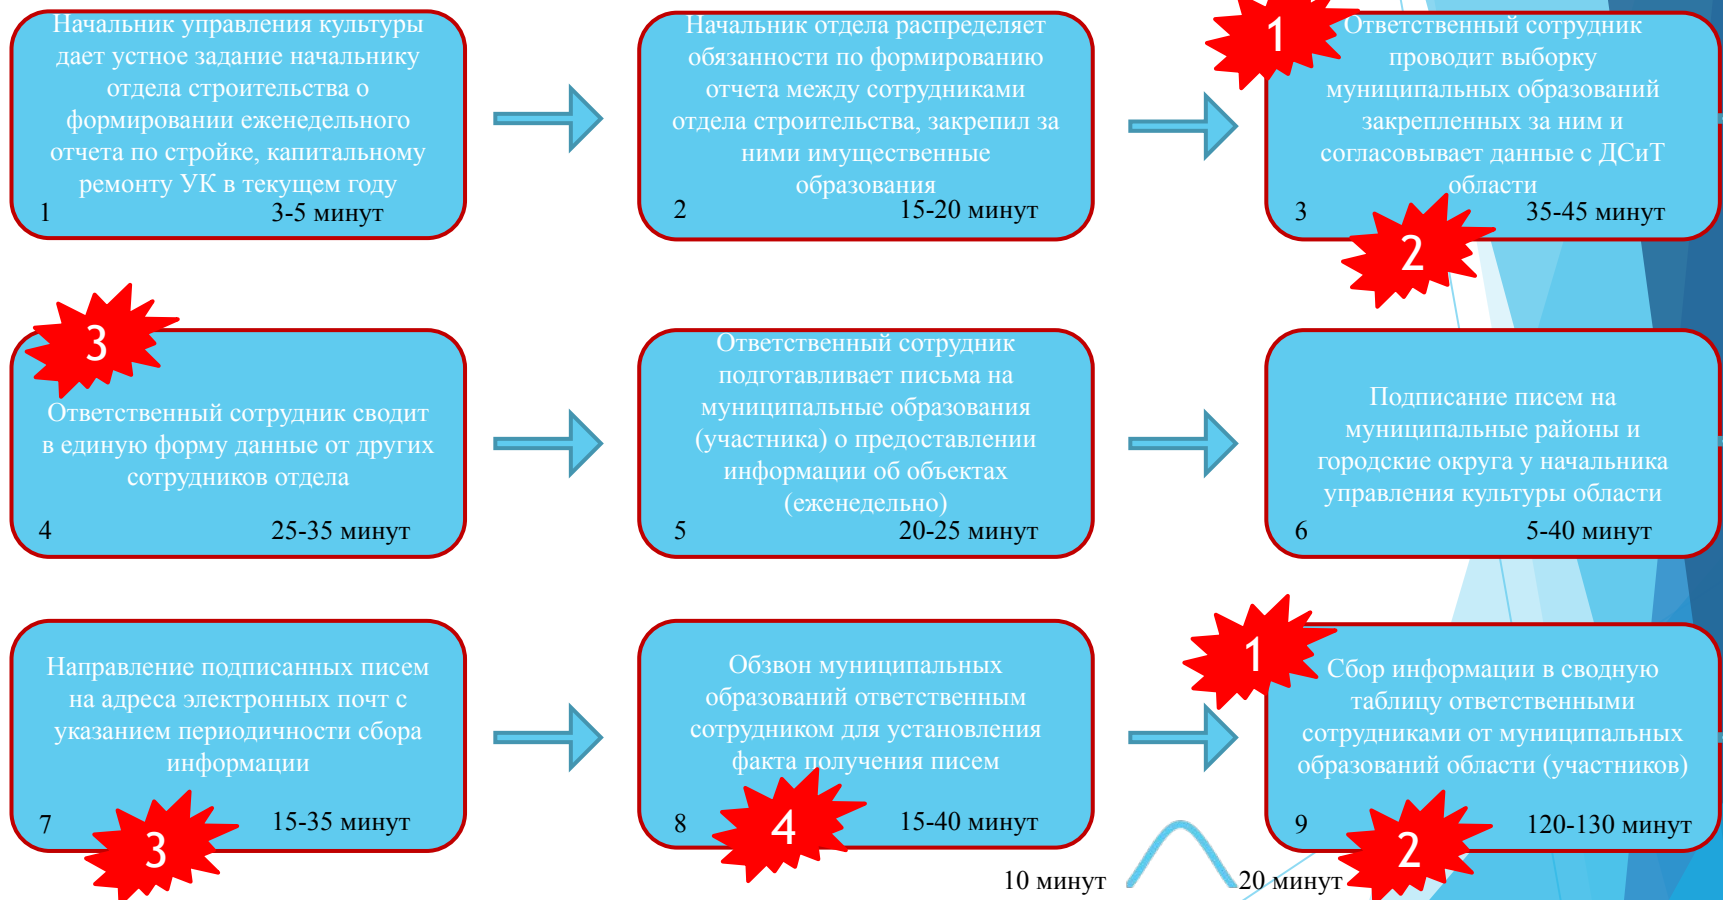 Начальник управления культуры
дает устное задание начальнику
отдела строительства о
формировании еженедельного
отчета по стройке, капитальному
ремонту УК в текущем году
1
3-5 минут
Начальник отдела распределяет
обязанности по формированию
отчета между сотрудниками
отдела строительства, закрепил за
ними имущественные
образования
2
15-20 минут
1
Ответственный сотрудник
проводит выборку
муниципальных образований
закрепленных за ним и
согласовывает данные с ДСиТ
области
3
35-45 минут
2
3
Ответственный сотрудник сводит
в единую форму данные от других
сотрудников отдела
4
25-35 минут
Ответственный сотрудник
подготавливает письма на
муниципальные образования
(участника) о предоставлении
информации об объектах
(еженедельно)
5
20-25 минут
Подписание писем на
муниципальные районы и
городские округа у начальника
управления культуры области
6
5-40 минут
Направление подписанных писем
на адреса электронных почт с
указанием периодичности сбора
информации
7
15-35 минут
3
Обзвон муниципальных
образований ответственным
сотрудником для установления
факта получения писем
8
15-40 минут
4
1
Сбор информации в сводную
таблицу ответственными
сотрудниками от муниципальных
образований области (участников)
9
120-130 минут
2
10 минут
20 минут